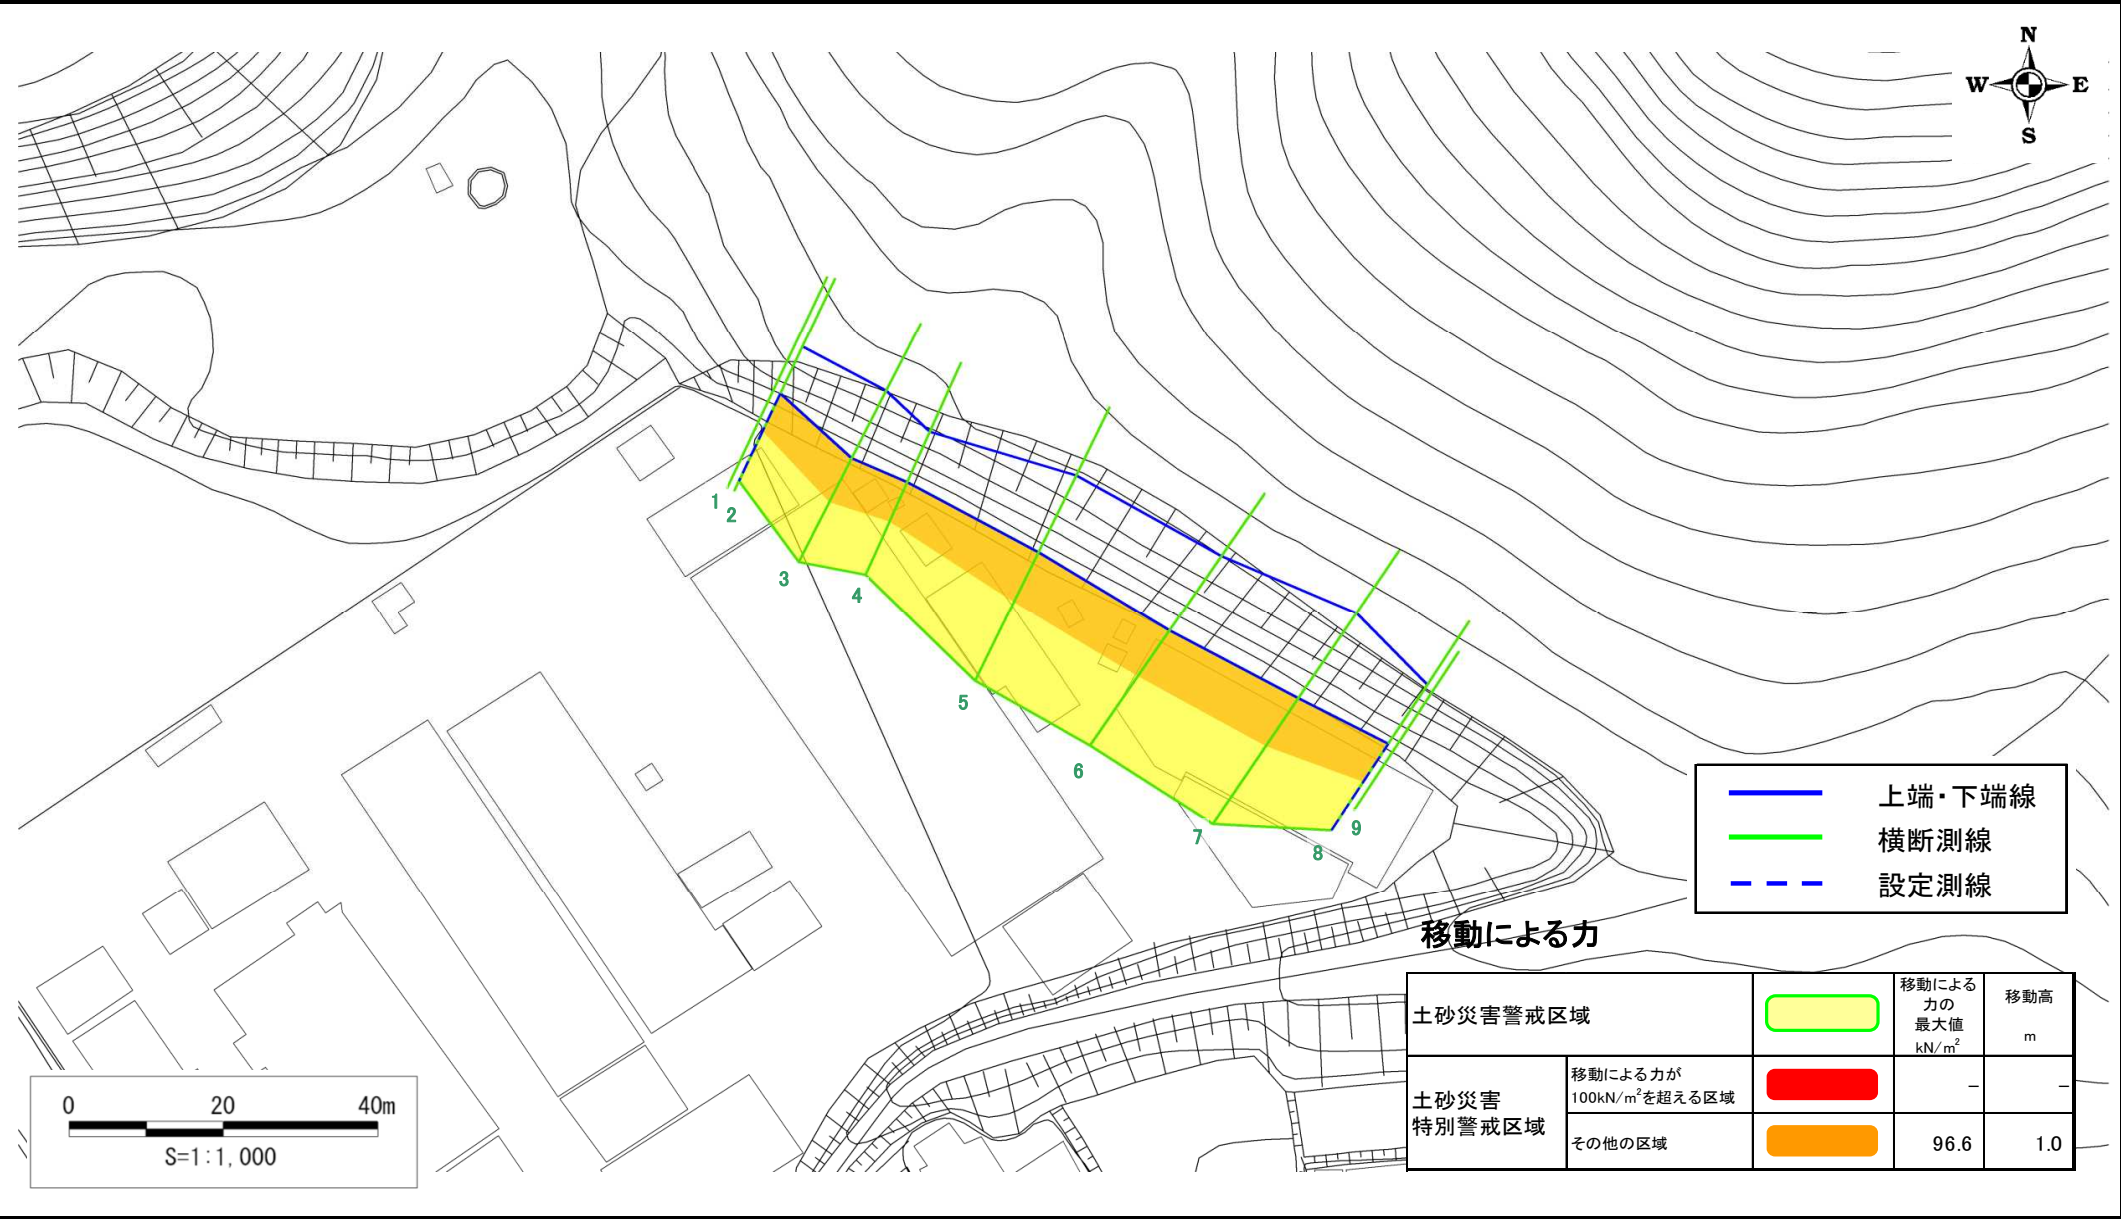 N
W E
S
1
2
3
4
5
6
7
8
9
上端・下端線
横断測線
設定測線
移動による力
土砂災害警戒区域
移動による
力の
最大値
kN/m²
移動高
m
土砂災害
特別警戒区域
移動による力が
100kN/m²を超える区域
－ －
その他の区域
96.6 1.0
0 20 40m
S=1:1,000